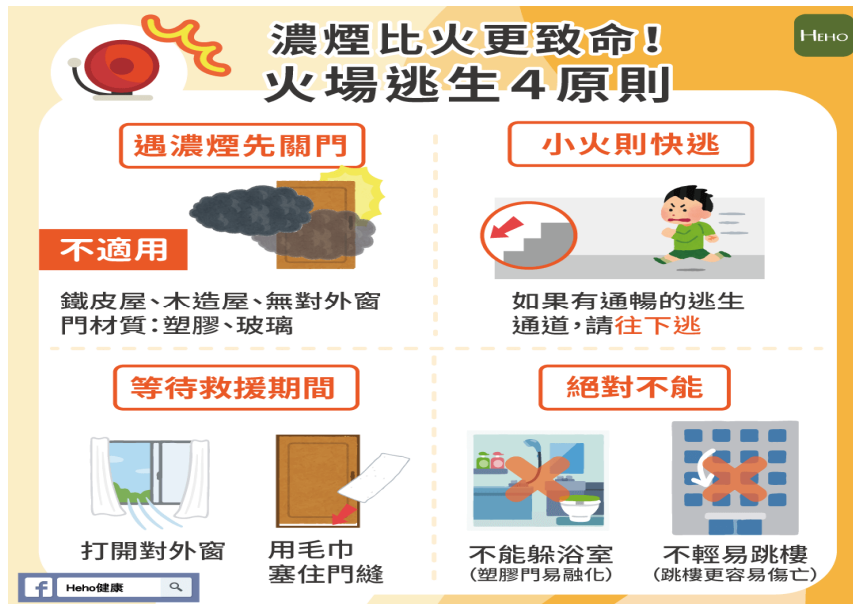 濃煙比火更致命!
火場逃生4原則
HEHO
遇濃煙先關門
不適用
鐵皮屋、木造屋、無對外窗
門材質:塑膠、玻璃
小火則快逃
如果有通暢的逃生
通道,請往下逃
等待救援期間
打開對外窗
用毛巾
塞住門縫
絕對不能
不能躲浴室
(塑膠門易融化)
不輕易跳樓
(跳樓更容易傷亡)
f Heho健康